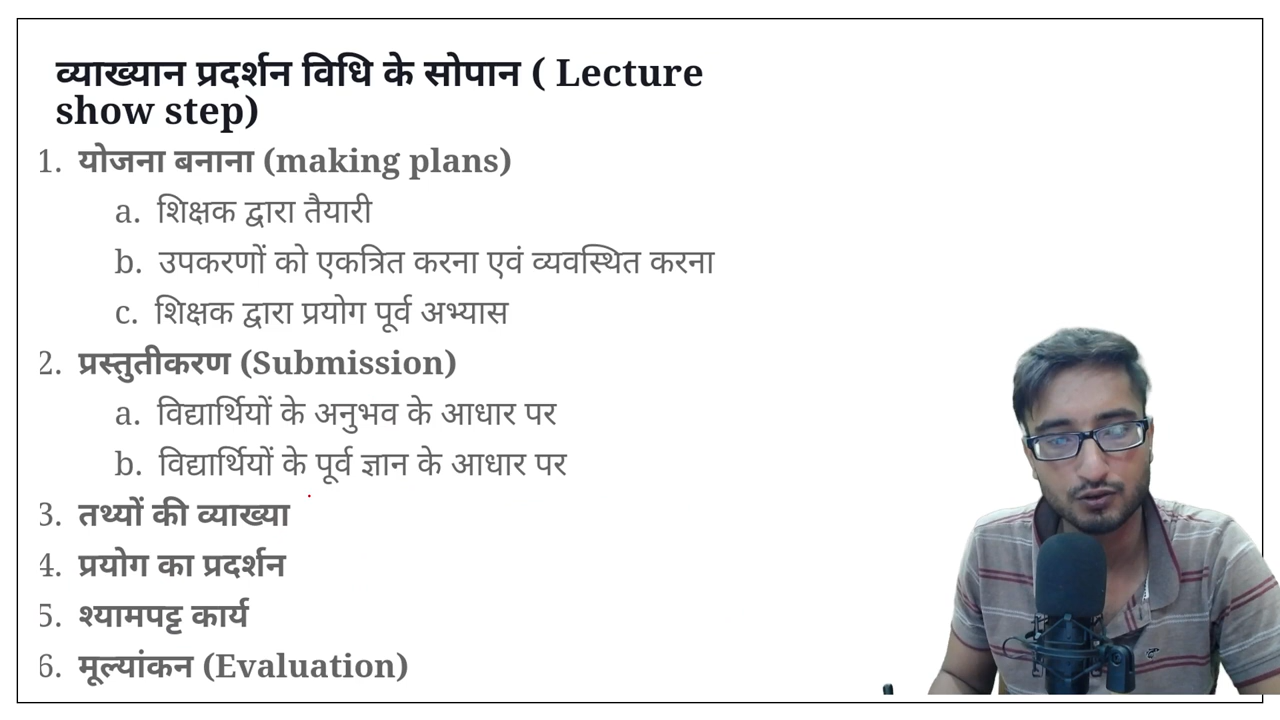 व्याख्यान प्रदर्शन विधि के सोपान ( Lecture
show step)
1. योजना बनाना (making plans)
a. शिक्षक द्वारा तैयारी
b. उपकरणों को एकत्रित करना एवं व्यवस्थित करना
c. शिक्षक द्वारा प्रयोग पूर्व अभ्यास
2. प्रस्तुतीकरण (Submission)
a. विद्यार्थियों के अनुभव के आधार पर
b. विद्यार्थियों के पूर्व ज्ञान के आधार पर
3. तथ्यों की व्याख्या
4. प्रयोग का प्रदर्शन
5. श्यामपट्ट कार्य
6. मूल्यांकन (Evaluation)